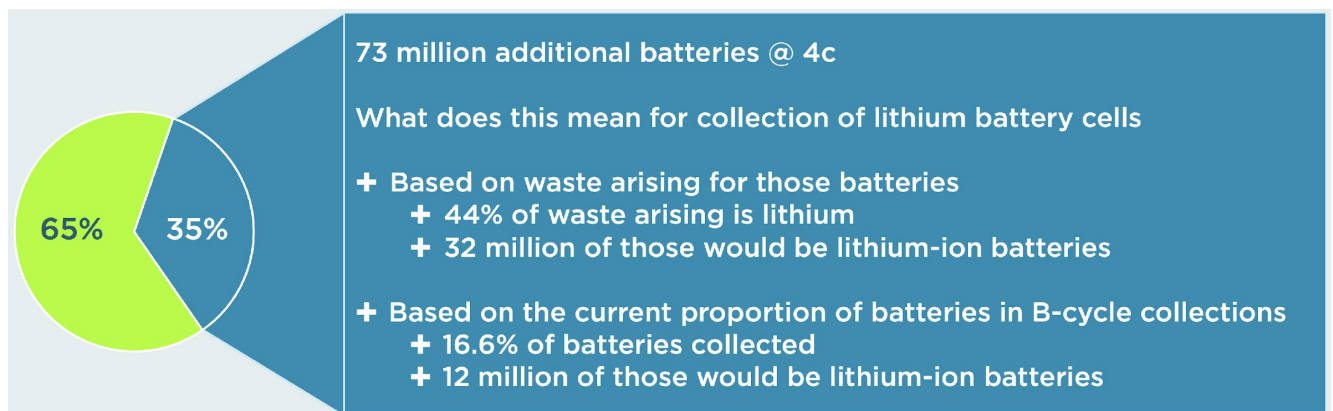 65%
35%
73 million additional batteries @ 4c
What does this mean for collection of lithium battery cells
+ Based on waste arising for those batteries
+ 44% of waste arising is lithium
+ 32 million of those would be lithium-ion batteries
+ Based on the current proportion of batteries in B-cycle collections
+ 16.6% of batteries collected
+ 12 million of those would be lithium-ion batteries